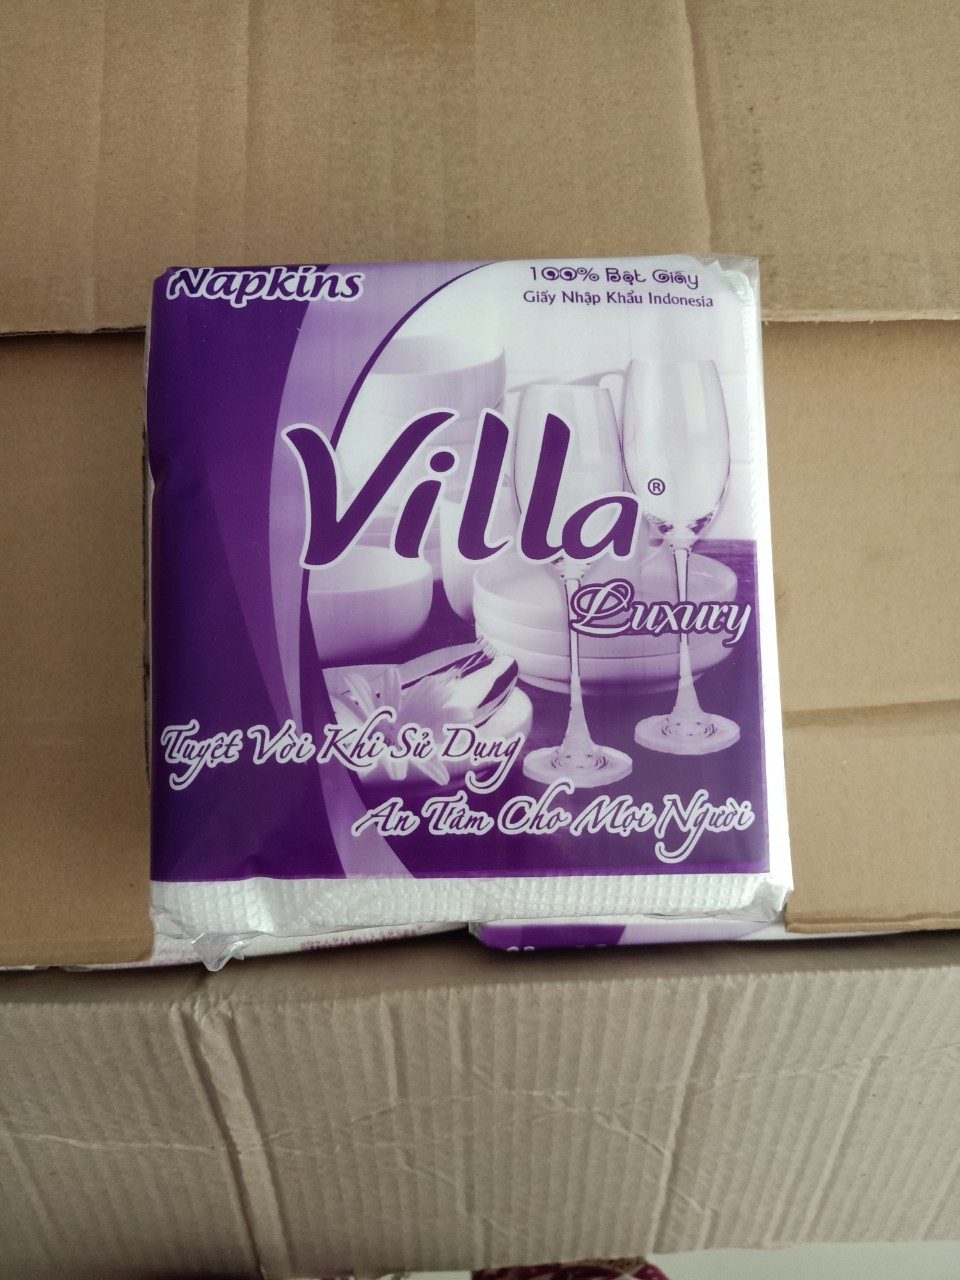 Napkins
100% Bột Giấy
Giấy Nhập Khẩu Indonesia
Villa®
Luxury
Tuyệt Vời Khi Sử Dụng
An Tâm Cho Mọi Người